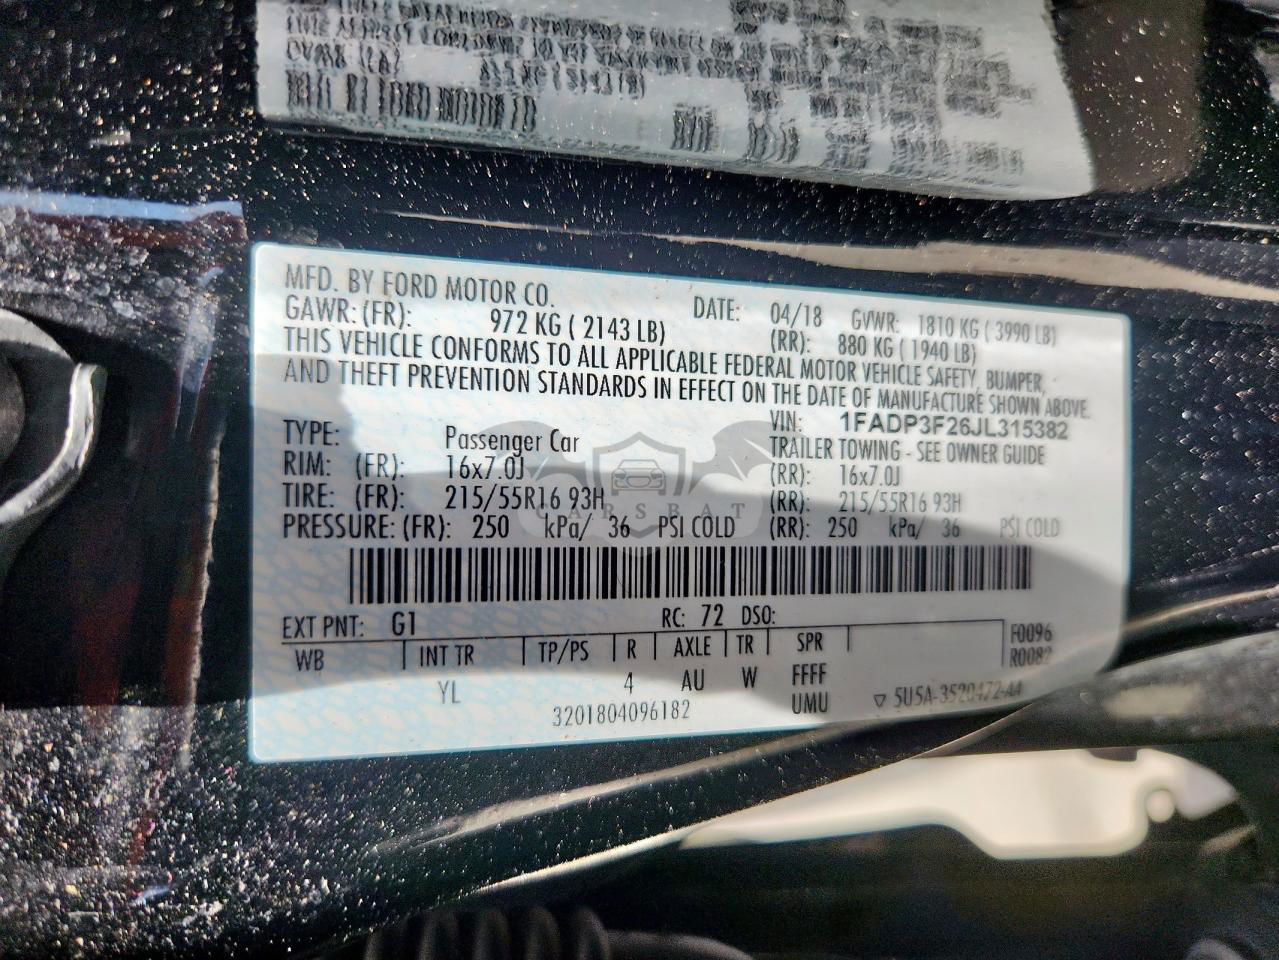 MFD. BY FORD MOTOR CO. DATE: 04/18 GVWR: 1810 KG ( 3990 LB)
GAWR: (FR): 972 KG ( 2143 LB) (RR): 880 KG ( 1940 LB)
THIS VEHICLE CONFORMS TO ALL APPLICABLE FEDERAL MOTOR VEHICLE SAFETY, BUMPER,
AND THEFT PREVENTION STANDARDS IN EFFECT ON THE DATE OF MANUFACTURE SHOWN ABOVE.
VIN: 1FADP3F26JL315382
TYPE: Passenger Car TRAILER TOWING - SEE OWNER GUIDE
RIM: (FR): 16x7.0J (RR): 16x7.0J
TIRE: (FR): 215/55R16 93H (RR): 215/55R16 93H
CARSBAT
PRESSURE: (FR): 250 kPa/ 36 PSI COLD (RR): 250 kPa/ 36 PSI COLD
EXT PNT: G1 RC: 72 DSO: F0096
WB INT TR TP/PS R AXLE TR SPR R0082
YL 4 AU W FFFF
3201804096182 UMU ▽ 5U5A-3520472-AA